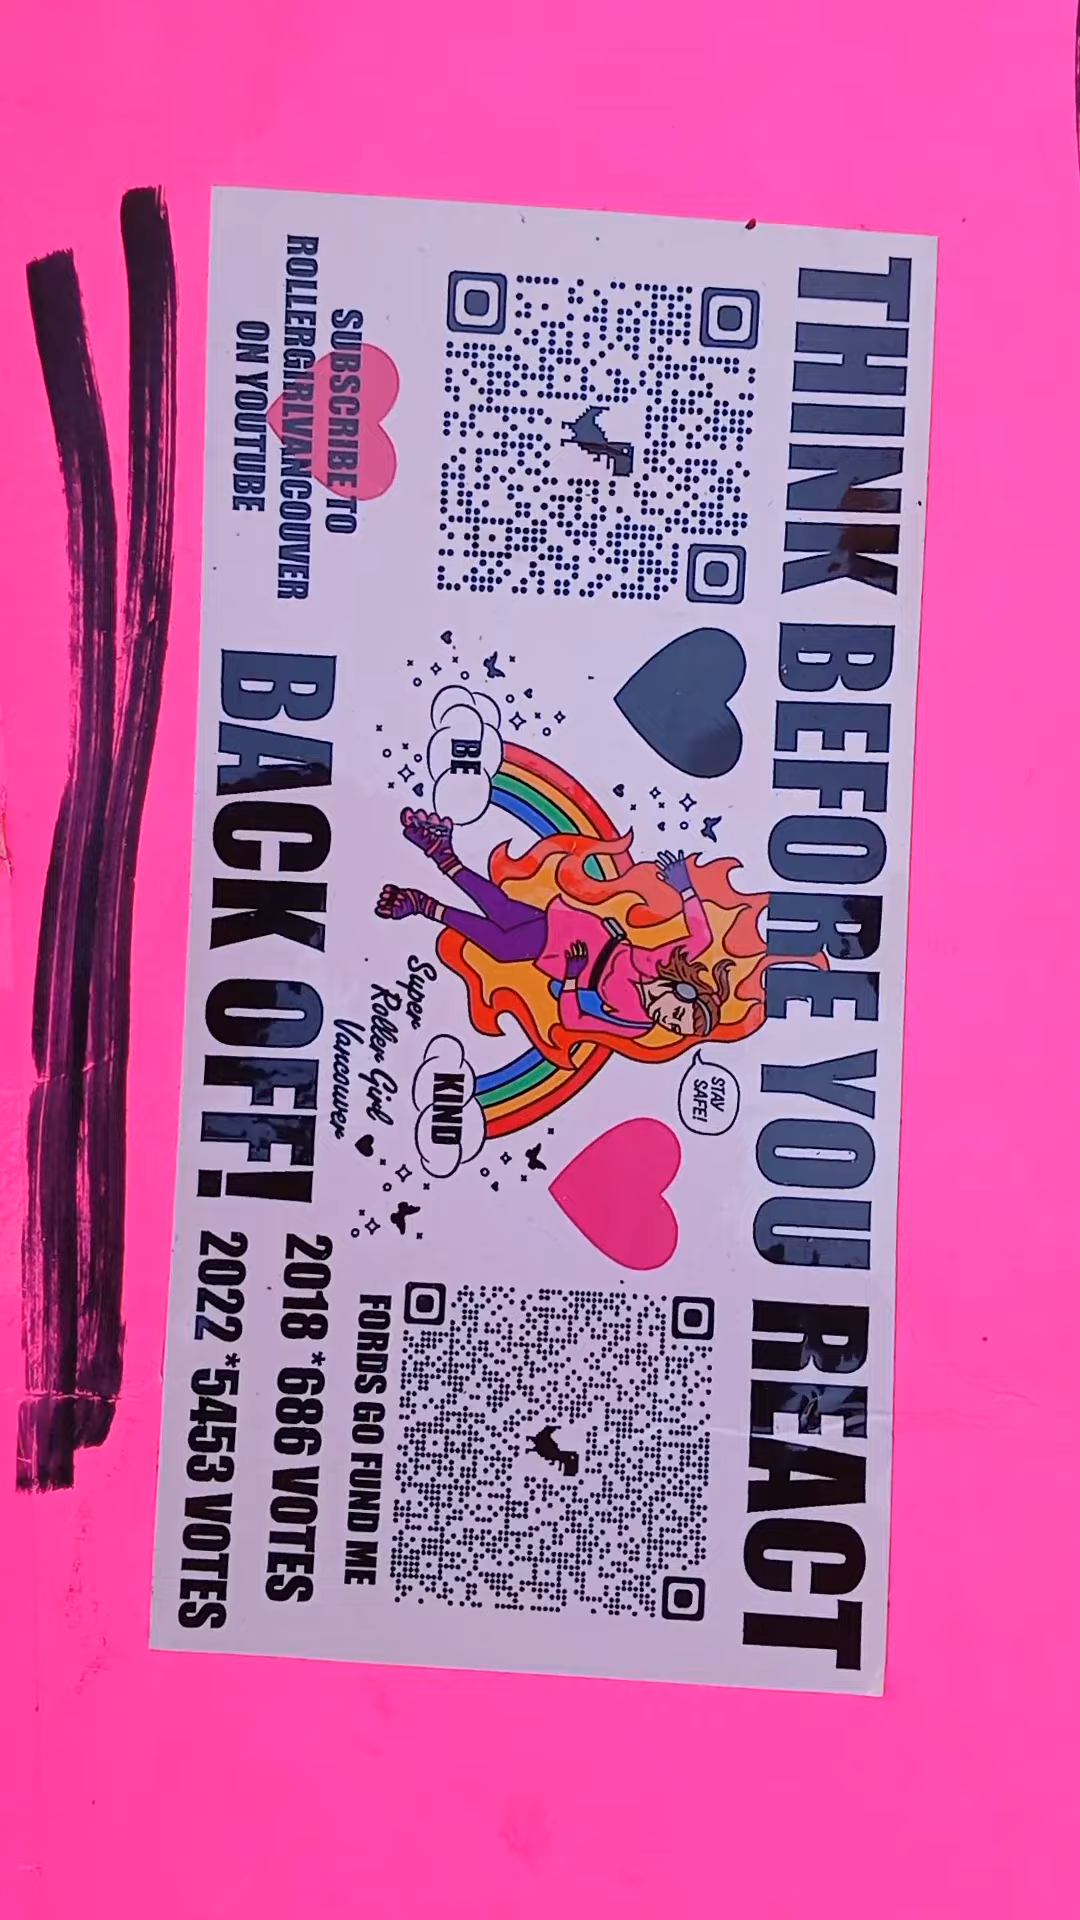 THINK BEFORE YOU REACT
STAY
SAFE!
BE
KIND
Super
Roller Girl
Vancouver
SUBSCRIBE TO
ROLLERGIRLVANCOUVER
ON YOUTUBE
BACK OFF!
FORDS GO FUND ME
2018 * 686 VOTES
2022 * 5453 VOTES